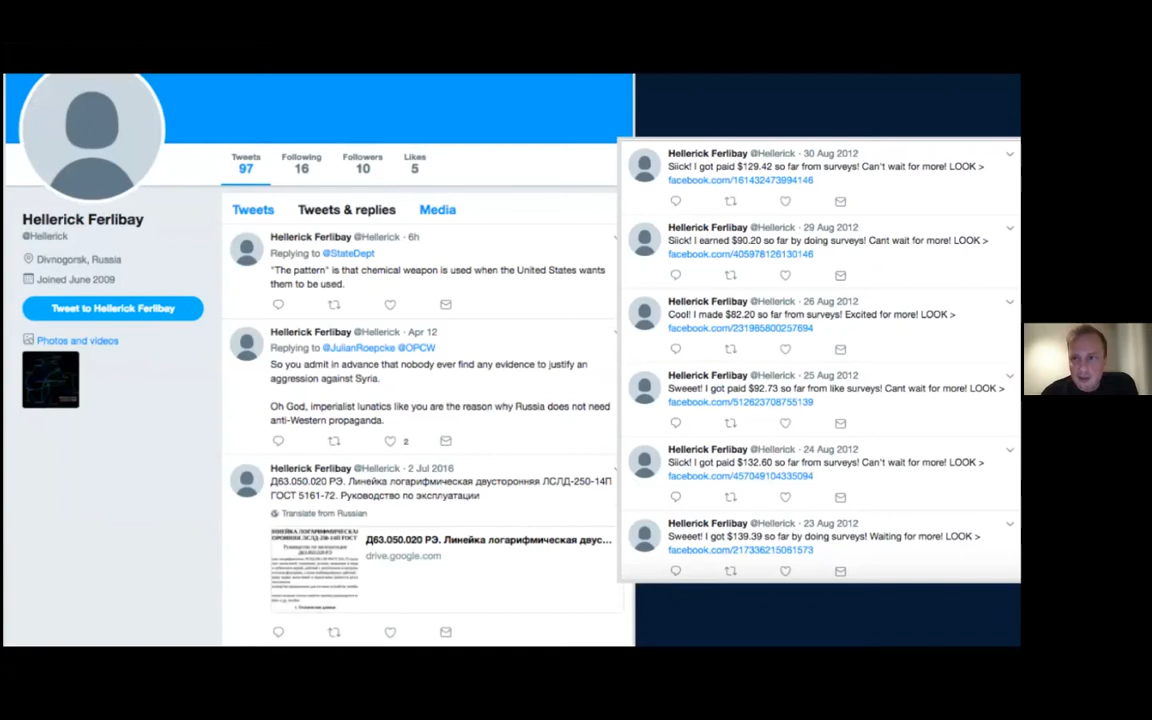 Tweets
97
Following
16
Followers
10
Likes
5
Hellerick Ferlibay
@Hellerick
Divnogorsk, Russia
Joined June 2009
Tweet to Hellerick Ferlibay
Photos and videos
Tweets Tweets & replies Media
Hellerick Ferlibay @Hellerick · 6h
Replying to @StateDept
"The pattern" is that chemical weapon is used when the United States wants
them to be used.
Hellerick Ferlibay @Hellerick · Apr 12
Replying to @JulianRoepcke @OPCW
So you admit in advance that nobody ever find any evidence to justify an
aggression against Syria.
Oh God, imperialist lunatics like you are the reason why Russia does not need
anti-Western propaganda.
2
Hellerick Ferlibay @Hellerick · 2 Jul 2016
Д63.050.020 РЭ. Линейка логарифмическая двусторонняя ЛСЛД-250-14П
ГОСТ 5161-72. Руководство по эксплуатации
Translate from Russian
Д63.050.020 РЭ. Линейка логарифмическая двус...
drive.google.com
Hellerick Ferlibay @Hellerick · 30 Aug 2012
Siick! I got paid $129.42 so far from surveys! Can't wait for more! LOOK >
facebook.com/161432473994146
Hellerick Ferlibay @Hellerick · 29 Aug 2012
Siick! I earned $90.20 so far by doing surveys! Cant wait for more! LOOK >
facebook.com/405978126130146
Hellerick Ferlibay @Hellerick · 26 Aug 2012
Cool! I made $82.20 so far from surveys! Excited for more! LOOK >
facebook.com/231985800257694
Hellerick Ferlibay @Hellerick · 25 Aug 2012
Sweeet! I got paid $92.73 so far from like surveys! Cant wait for more! LOOK >
facebook.com/512623708755139
Hellerick Ferlibay @Hellerick · 24 Aug 2012
Siick! I got paid $132.60 so far from surveys! Can't wait for more! LOOK >
facebook.com/457049104335094
Hellerick Ferlibay @Hellerick · 23 Aug 2012
Sweeet! I got $139.39 so far by doing surveys! Waiting for more! LOOK >
facebook.com/217336215061573